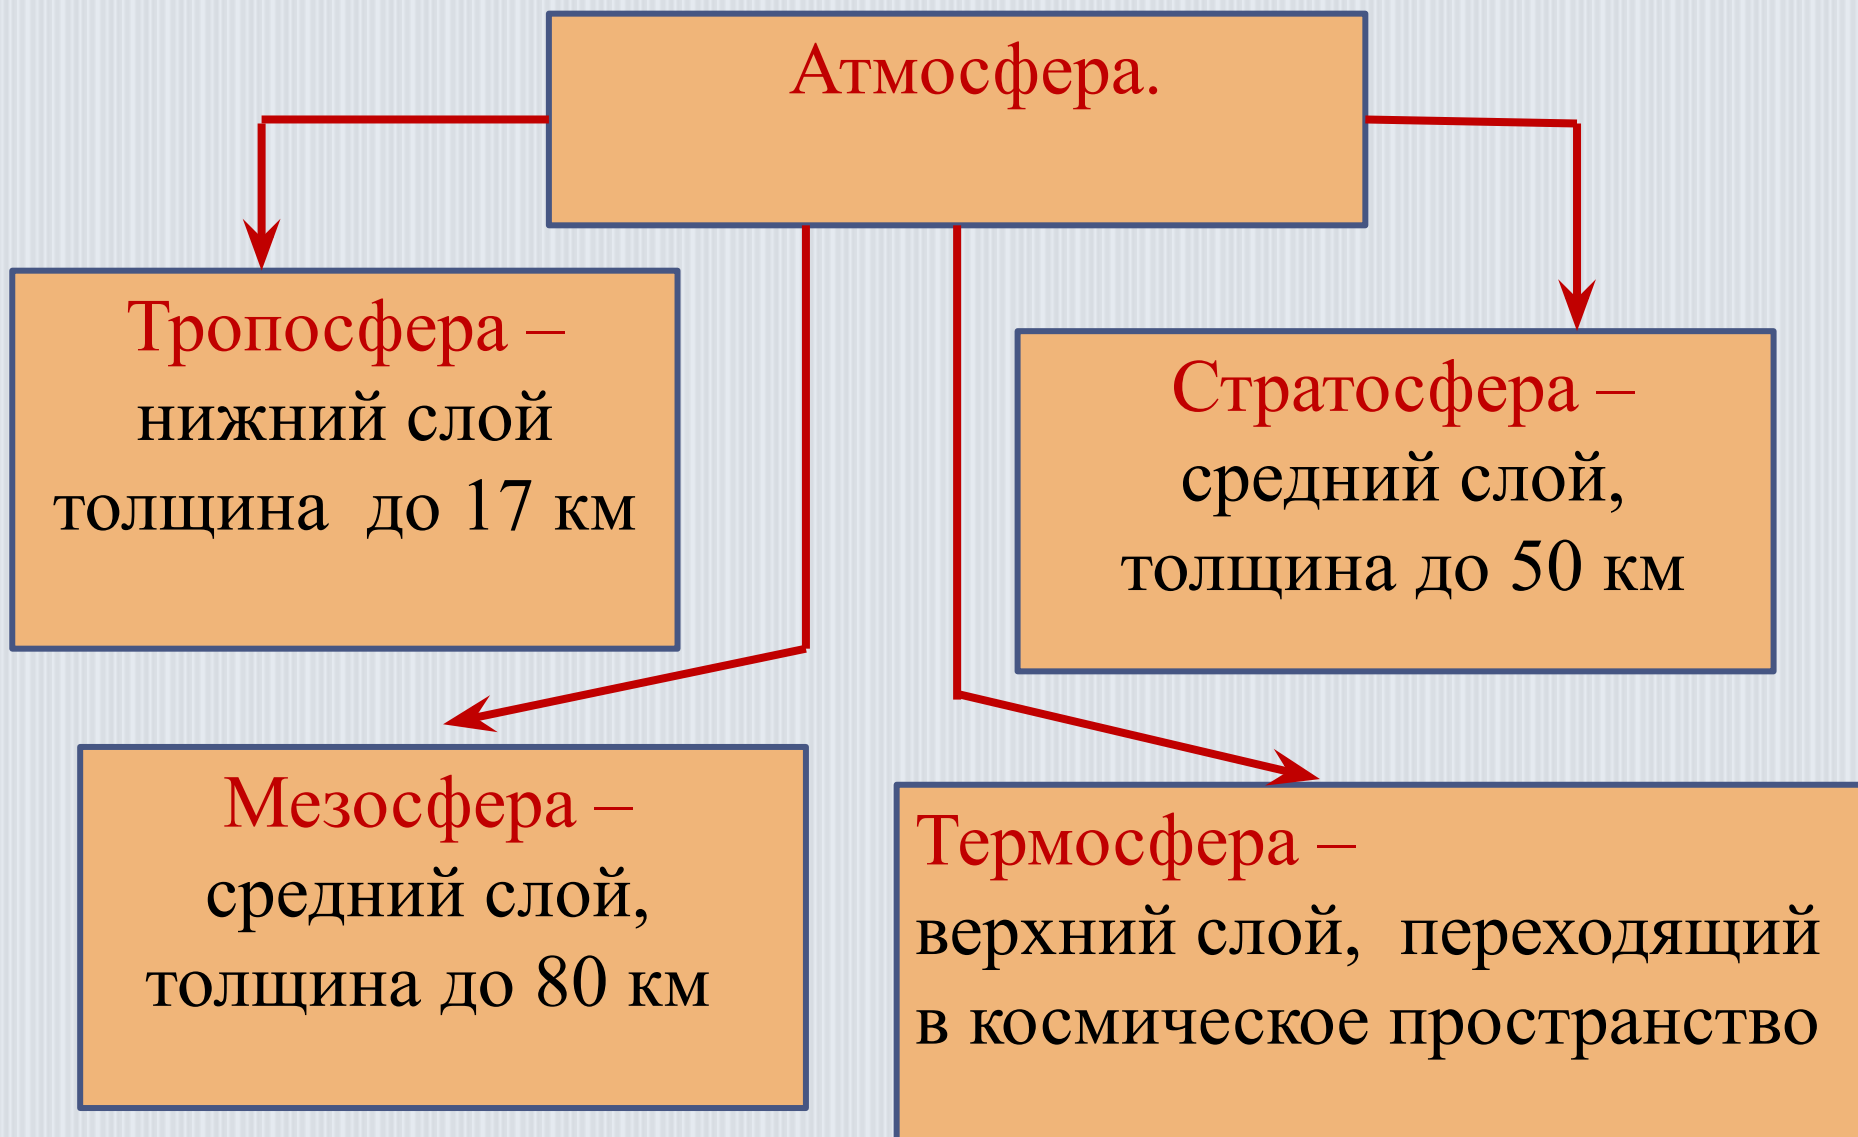 Атмосфера.
Тропосфера –
нижний слой
толщина  до 17 км
Стратосфера –
средний слой,
толщина до 50 км
Мезосфера –
средний слой,
толщина до 80 км
Термосфера –
верхний слой,  переходящий
в космическое пространство